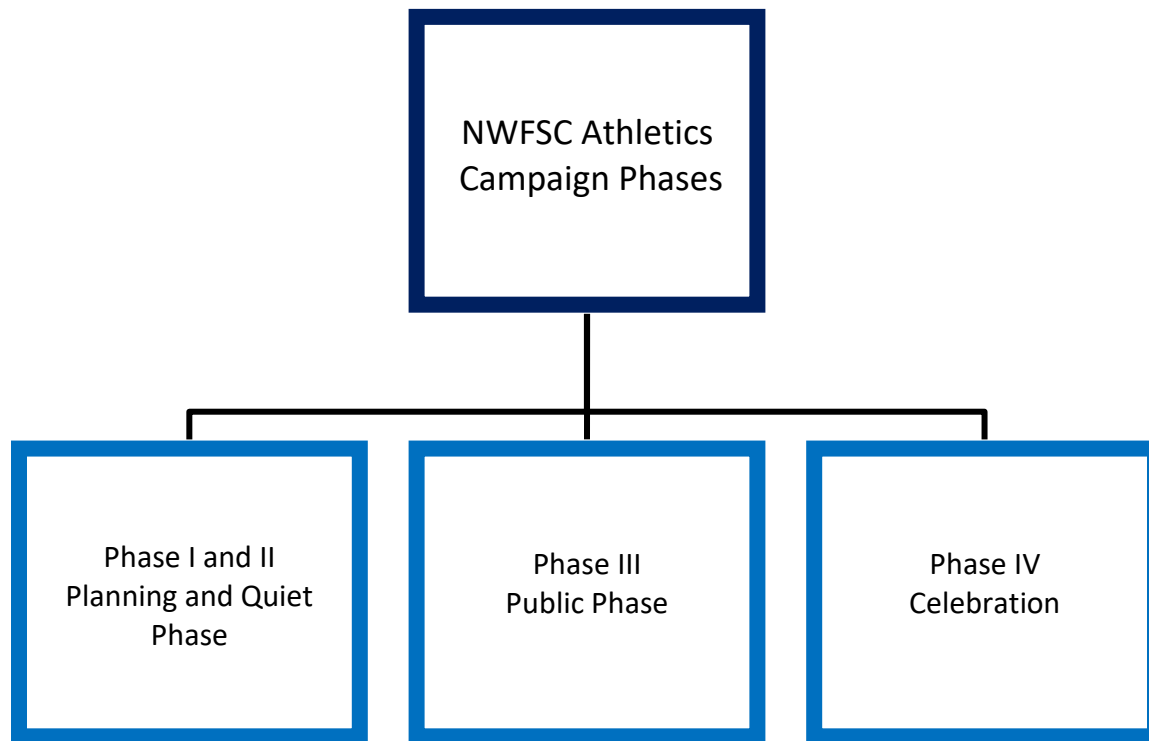 NWFSC Athletics
Campaign Phases
Phase I and II
Planning and Quiet
Phase
Phase III
Public Phase
Phase IV
Celebration